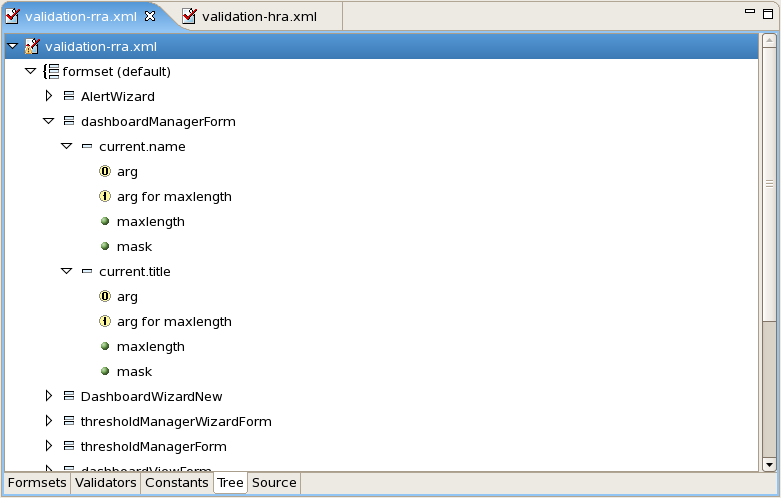 validation-rra.xml validation-hra.xml
validation-rra.xml
formset (default)
AlertWizard
dashboardManagerForm
current.name
arg
arg for maxlength
maxlength
mask
current.title
arg
arg for maxlength
maxlength
mask
DashboardWizardNew
thresholdManagerWizardForm
thresholdManagerForm
dashboardViewForm
Formsets Validators Constants Tree Source